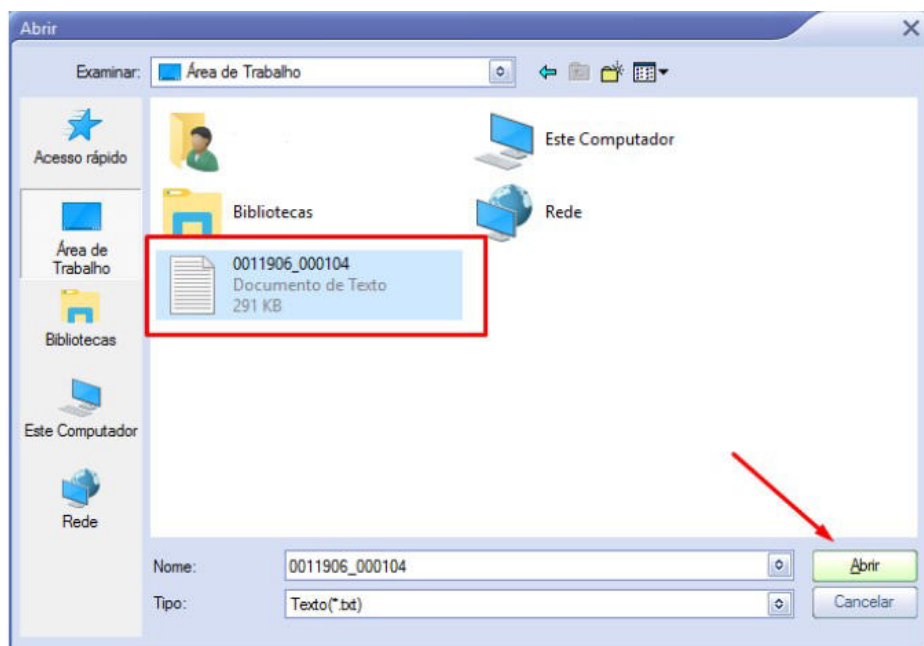 Abrir
Examinar:
Área de Trabalho
Acesso rápido
Área de
Trabalho
Bibliotecas
Este Computador
Rede
Este Computador
Bibliotecas
Rede
0011906_000104
Documento de Texto
291 KB
Nome:
0011906_000104
Abrir
Tipo:
Texto(*.txt)
Cancelar